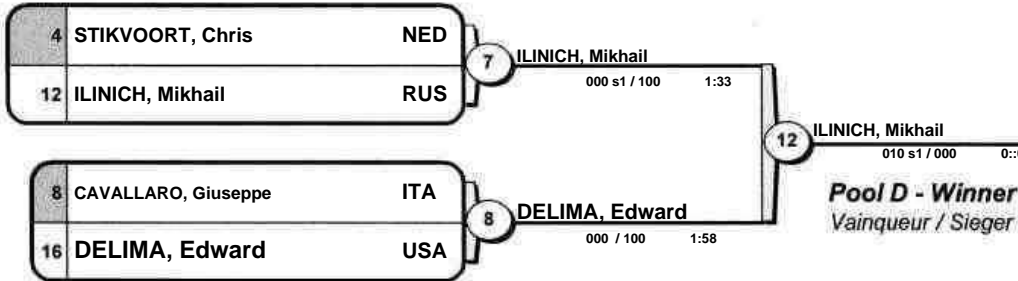 4 STIKVOORT, Chris NED
12 ILINICH, Mikhail RUS
7 ILINICH, Mikhail
000 s1 / 100 1:33
12 ILINICH, Mikhail
010 s1 / 000
Pool D - Winner
Vainqueur / Sieger
8 CAVALLARO, Giuseppe ITA
16 DELIMA, Edward USA
8 DELIMA, Edward
000 / 100 1:58